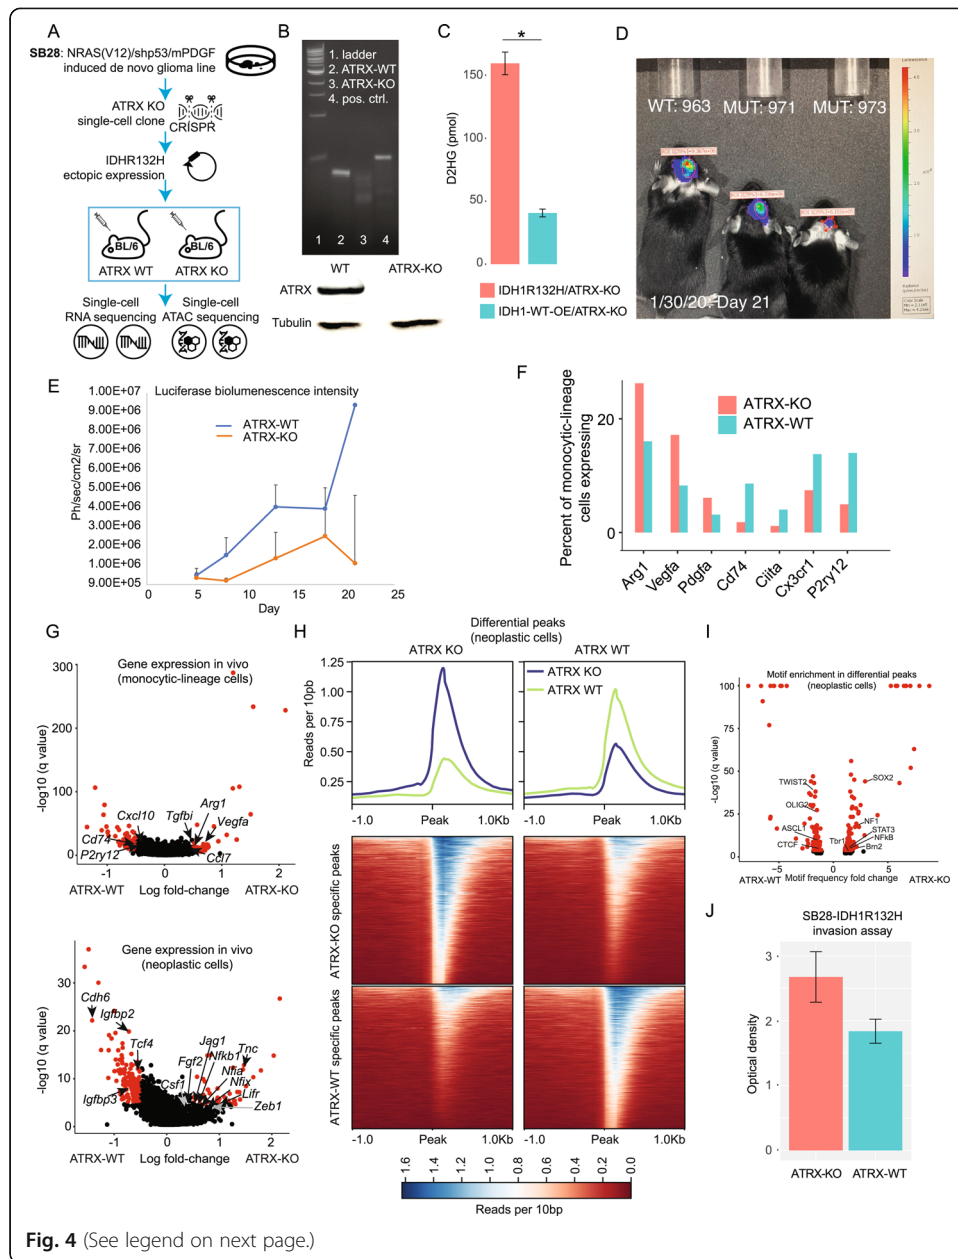 A
SB28: NRAS(V12)/shp53/mPDGF
induced de novo glioma line
ATRX KO
single-cell clone
CRISPR
IDHR132H
ectopic expression
BL/6
BL/6
ATRX WT
ATRX KO
Single-cell
RNA sequencing
Single-cell
ATAC sequencing
B
1. ladder
2. ATRX-WT
3. ATRX-KO
4. pos. ctrl.
1 2 3 4
WT
ATRX-KO
ATRX
Tubulin
C
*
D2HG (pmol)
150
100
50
0
IDH1R132H/ATRX-KO
IDH1-WT-OE/ATRX-KO
D
WT: 963
MUT: 971
MUT: 973
1/30/20: Day 21
Luminescence
4.0
3.0
2.0
1.0
E
Luciferase biolumenescence intensity
ATRX-WT
ATRX-KO
Ph/sec/cm2/sr
1.00E+07
9.00E+06
8.00E+06
7.00E+06
6.00E+06
5.00E+06
4.00E+06
3.00E+06
2.00E+06
1.00E+06
9.00E+05
0 5 10 15 20 25
Day
F
ATRX-KO
ATRX-WT
Percent of monocytic-lineage
cells expressing
20
0
Arg1
Vegfa
Pdgfa
Cd74
Ciita
Cx3cr1
P2ry12
G
Gene expression in vivo
(monocytic-lineage cells)
-log10 (q value)
300
200
100
0
Cxcl10
Tgfbi
Arg1
Vegfa
Cd74
P2ry12
Ccl7
-1 0 1 2
ATRX-WT
Log fold-change
ATRX-KO
Gene expression in vivo
(neoplastic cells)
-log10 (q value)
40
30
20
10
0
Cdh6
Igfbp2
Tcf4
Jag1
Tnc
Fgf2
Nfkb1
Nfia
Csf1
Nfix
Lifr
Igfbp3
Zeb1
-1 0 1 2
ATRX-WT
Log fold-change
ATRX-KO
H
Differential peaks
(neoplastic cells)
ATRX KO
ATRX WT
Reads per 10pb
1.25
1.00
0.75
0.50
0.25
ATRX KO
ATRX WT
-1.0 Peak 1.0Kb
-1.0 Peak 1.0Kb
ATRX-KO specific peaks
ATRX-WT specific peaks
-1.0 Peak 1.0Kb
-1.0 Peak 1.0Kb
1.6 1.4 1.2 1.0 0.8 0.6 0.4 0.2 0.0
Reads per 10bp
I
Motif enrichment in differential peaks
(neoplastic cells)
-Log10 (q value)
100
75
50
25
0
TWIST2
SOX2
OLIG2
NF1
ASCL1
STAT3
Tbr1
NFkB
CTCF
Brn2
-5 0 5
ATRX-WT
Motif frequency fold change
ATRX-KO
J
SB28-IDH1R132H
invasion assay
Optical density
3
2
1
0
ATRX-KO
ATRX-WT
Fig. 4 (See legend on next page.)